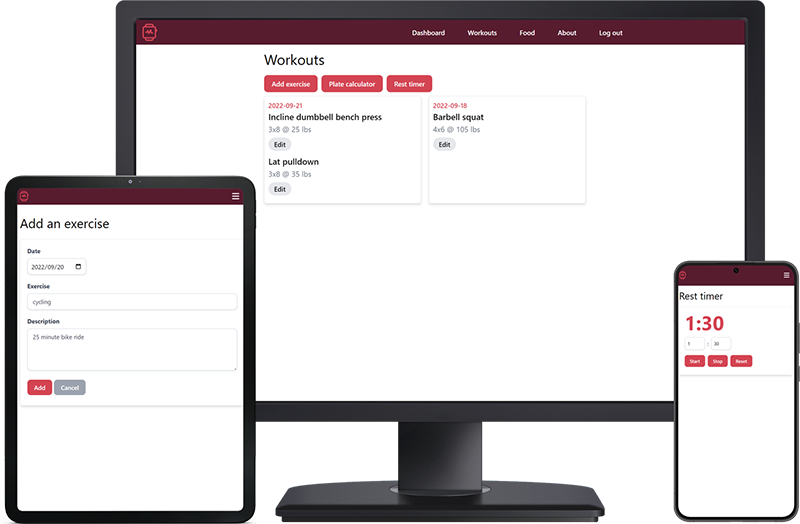 Dashboard Workouts Food About Log out
Workouts
Add exercise Plate calculator Rest timer
2022-09-21
Incline dumbbell bench press
3x8 @ 25 lbs
Edit
Lat pulldown
3x8 @ 35 lbs
Edit
2022-09-18
Barbell squat
4x6 @ 105 lbs
Edit
Add an exercise
Date
2022/09/20
Exercise
cycling
Description
25 minute bike ride
Add Cancel
Rest timer
1:30
1 : 30
Start Stop Reset